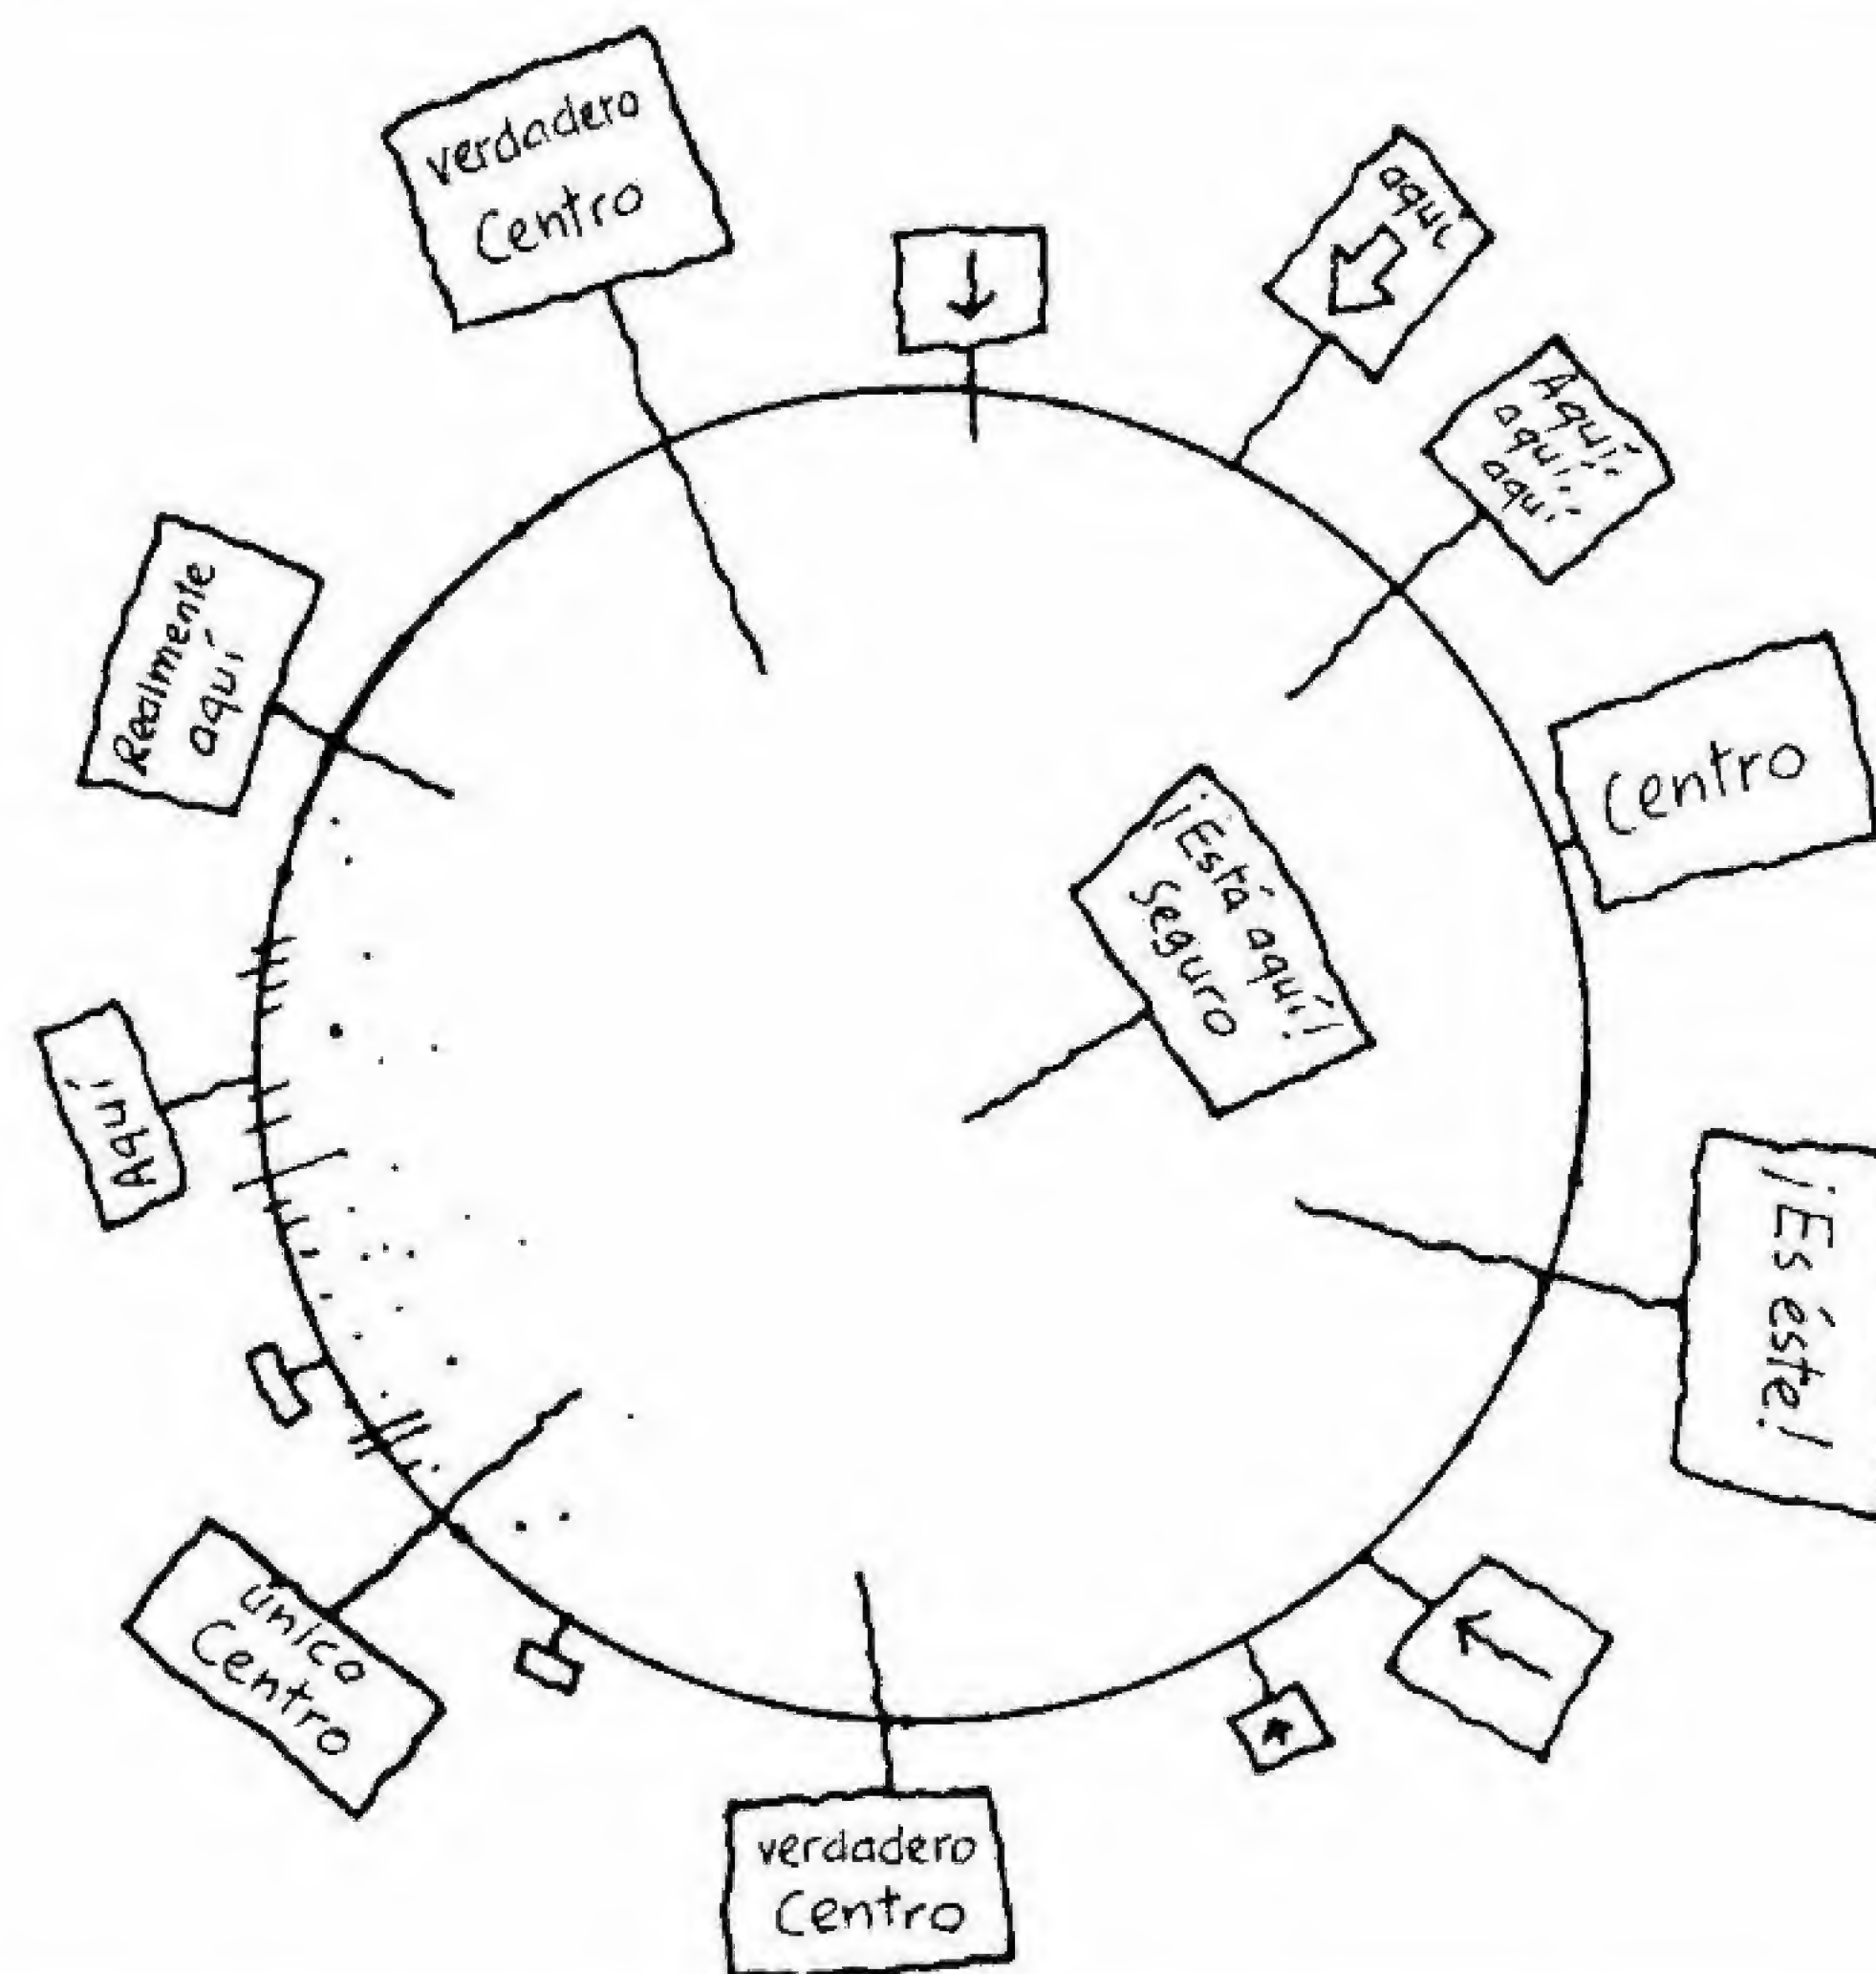 verdadero
Centro
aquí
Aquí,
aquí,
aquí
Centro
Realmente
aquí
¡Está aquí!
Seguro
Aquí
¡Es éste!
único
Centro
verdadero
Centro